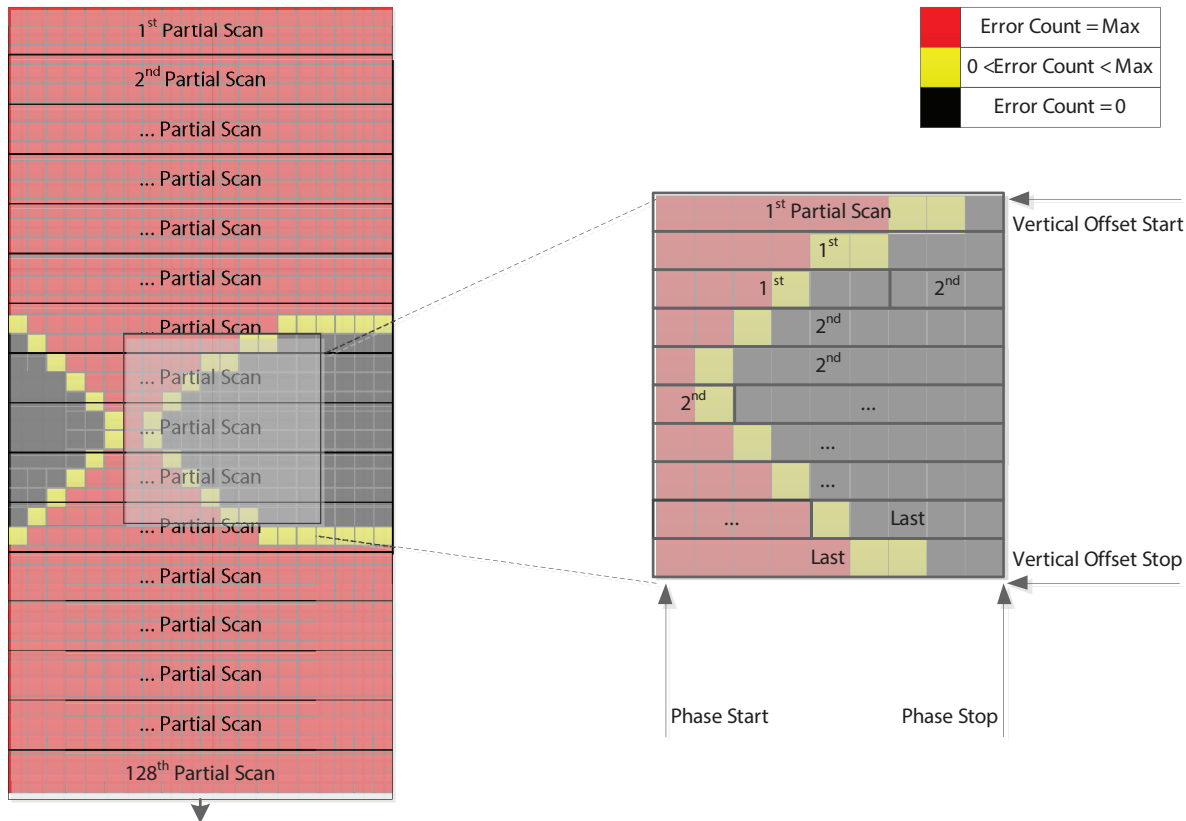 1st Partial Scan
2nd Partial Scan
... Partial Scan
... Partial Scan
... Partial Scan
... Partial Scan
... Partial Scan
... Partial Scan
... Partial Scan
... Partial Scan
... Partial Scan
... Partial Scan
... Partial Scan
... Partial Scan
... Partial Scan
128th Partial Scan
Error Count = Max
0 <Error Count < Max
Error Count = 0
1st Partial Scan
1st
1st 2nd
2nd
2nd
2nd ...
...
...
... Last
Last
Vertical Offset Start
Vertical Offset Stop
Phase Start
Phase Stop